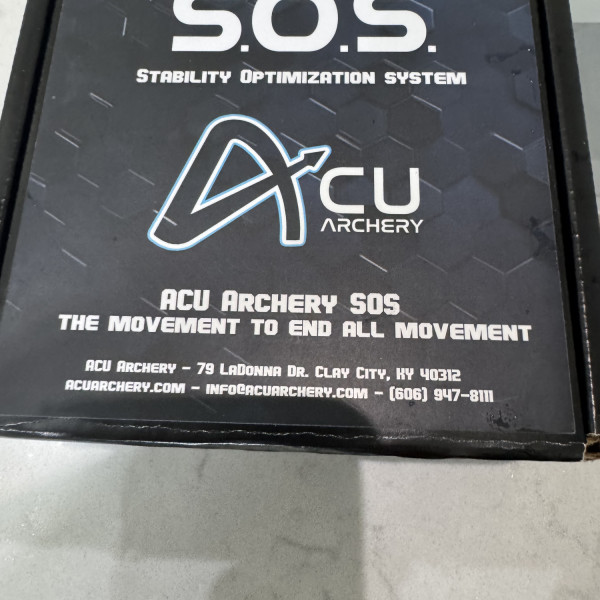 S.O.S.
STABILITY OPTIMIZATION SYSTEM
ACU
ARCHERY
ACU ARCHERY SOS
THE MOVEMENT TO END ALL MOVEMENT
ACU ARCHERY – 79 LADONNA DR. CLAY CITY, KY 40312
ACUARCHERY.COM – INFO@ACUARCHERY.COM – (606) 947-8111